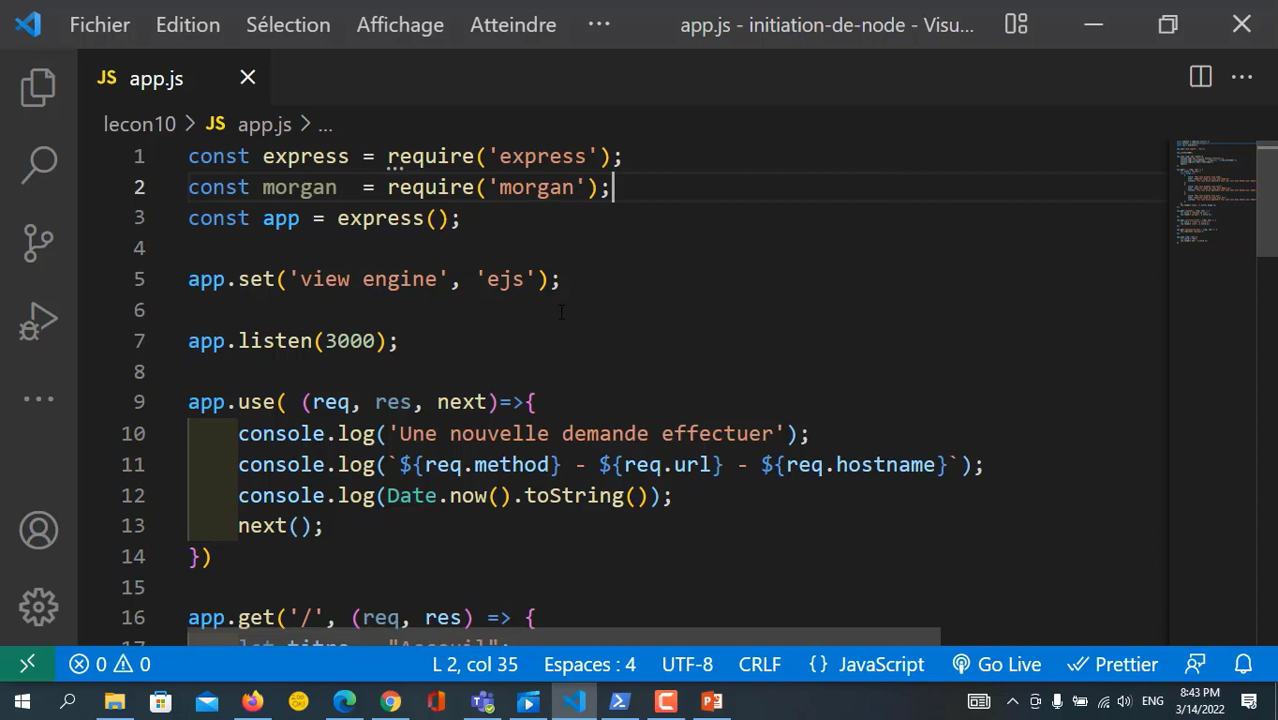 Fichier Edition Sélection Affichage Atteindre ··· app.js - initiation-de-node - Visu...
JS app.js
lecon10 > JS app.js > ...
1 const express = require('express');
2 const morgan  = require('morgan');
3 const app = express();
4
5 app.set('view engine', 'ejs');
6
7 app.listen(3000);
8
9 app.use( (req, res, next)=>{
10 console.log('Une nouvelle demande effectuer');
11 console.log(`${req.method} - ${req.url} - ${req.hostname}`);
12 console.log(Date.now().toString());
13 next();
14 })
15
16 app.get('/', (req, res) => {
17 let titre = "Accueil";
0 0 L 2, col 35 Espaces : 4 UTF-8 CRLF {} JavaScript Go Live Prettier
ENG 8:43 PM
3/14/2022